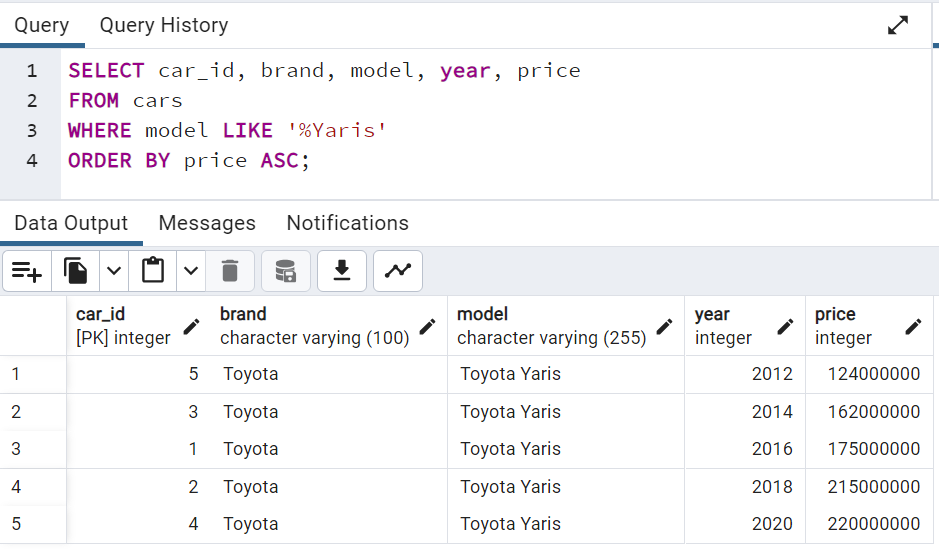 Query Query History
1 SELECT car_id, brand, model, year, price
2 FROM cars
3 WHERE model LIKE '%Yaris'
4 ORDER BY price ASC;
Data Output Messages Notifications
car_id brand model year price
[PK] integer character varying (100) character varying (255) integer integer
1 5 Toyota Toyota Yaris 2012 124000000
2 3 Toyota Toyota Yaris 2014 162000000
3 1 Toyota Toyota Yaris 2016 175000000
4 2 Toyota Toyota Yaris 2018 215000000
5 4 Toyota Toyota Yaris 2020 220000000